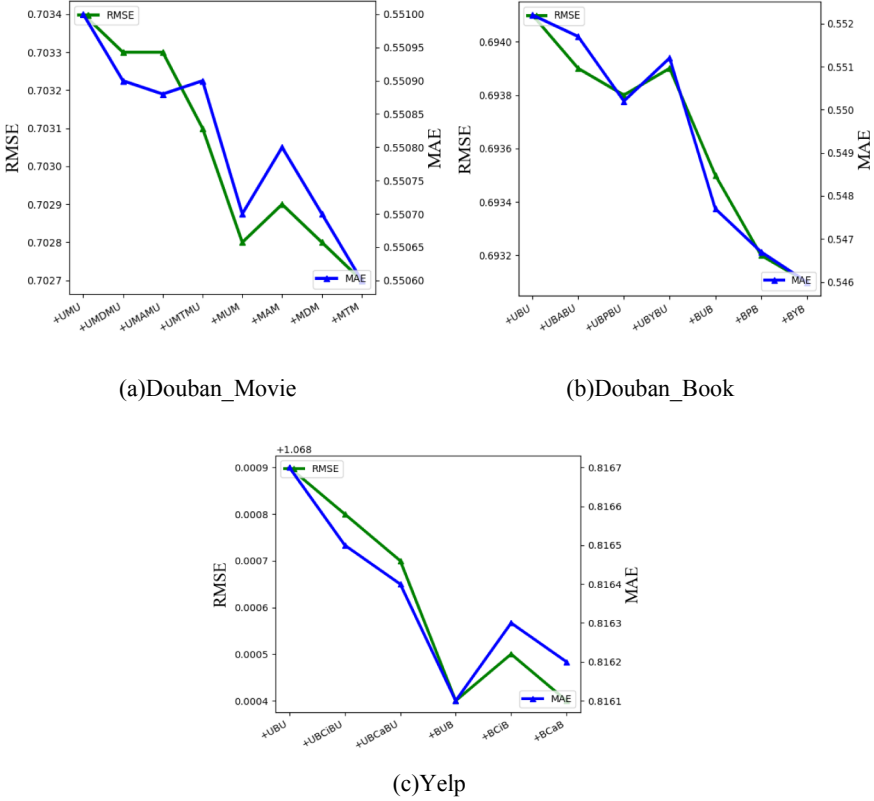 RMSE
0.7034
0.7033
0.7032
0.7031
0.7030
0.7029
0.7028
0.7027
RMSE
MAE
0.55100
0.55095
0.55090
0.55085
0.55080
0.55075
0.55070
0.55065
0.55060
MAE
+UMU
+UMDMU
+UMAMU
+UMTMU
+MUM
+MAM
+MDM
+MTM
(a)Douban_Movie
RMSE
0.6940
0.6938
0.6936
0.6934
0.6932
RMSE
MAE
0.552
0.551
0.550
0.549
0.548
0.547
0.546
MAE
+UBU
+UBABU
+UBPBU
+UBYBU
+BUB
+BPB
+BYB
(b)Douban_Book
+1.068
RMSE
0.0009
0.0008
0.0007
0.0006
0.0005
0.0004
RMSE
MAE
0.8167
0.8166
0.8165
0.8164
0.8163
0.8162
0.8161
MAE
+UBU
+UBCiBU
+UBCaBU
+BUB
+BCiB
+BCaB
(c)Yelp